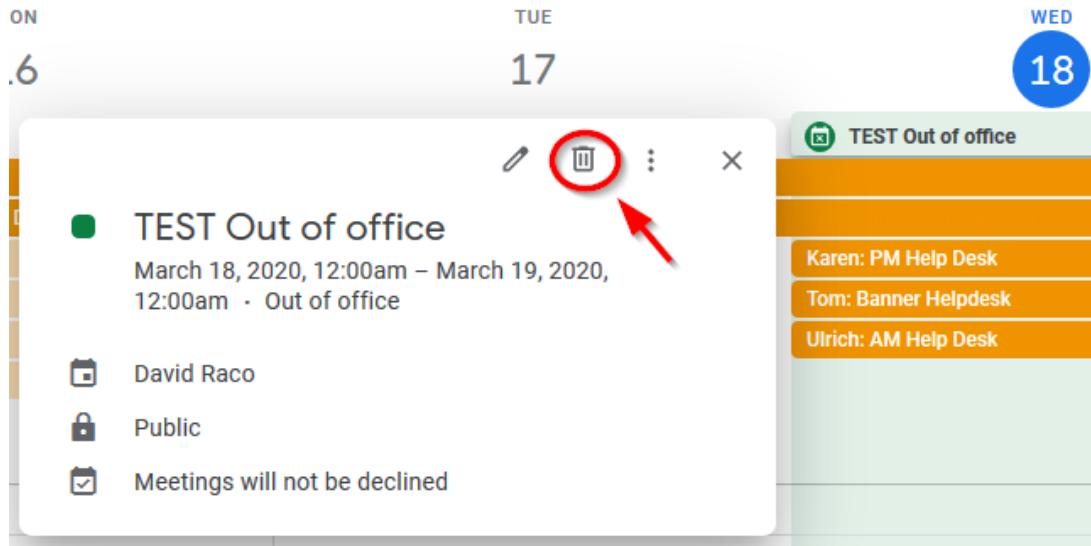 ON
TUE
WED
.6
17
18
TEST Out of office
TEST Out of office
March 18, 2020, 12:00am – March 19, 2020,
12:00am · Out of office
Karen: PM Help Desk
Tom: Banner Helpdesk
Ulrich: AM Help Desk
David Raco
Public
Meetings will not be declined